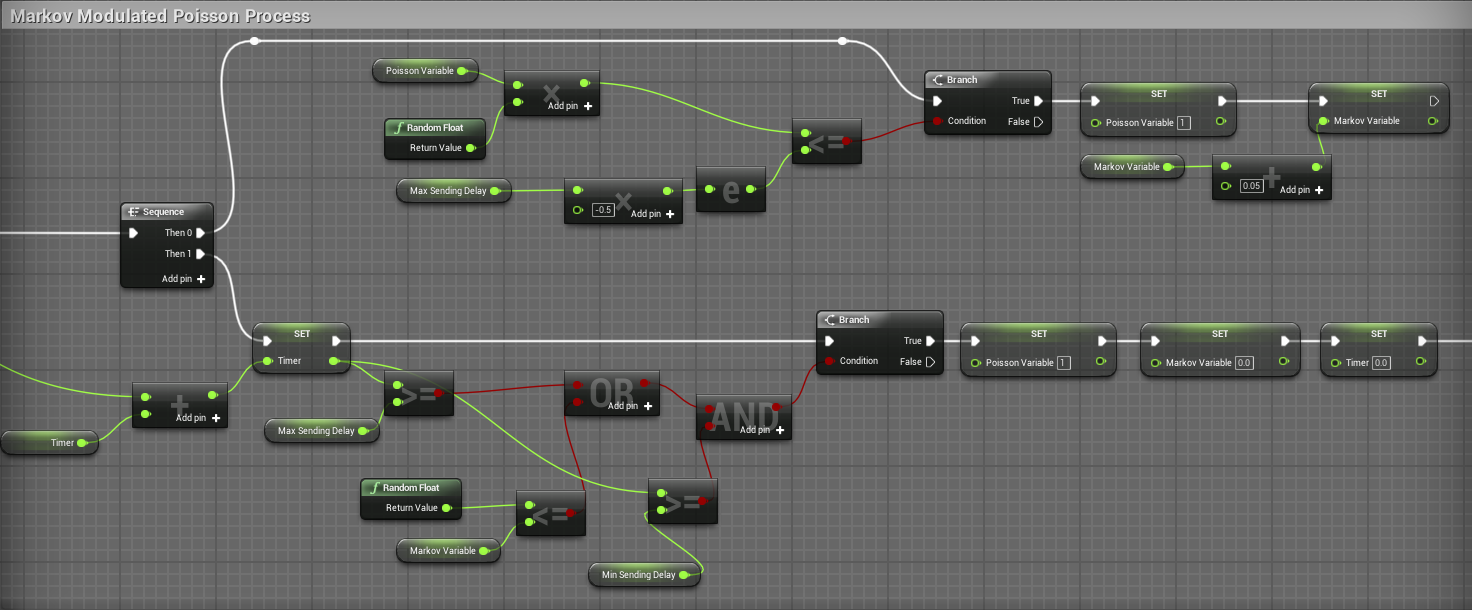 Markov Modulated Poisson Process
Poisson Variable
×
Add pin +
Random Float
Return Value
Max Sending Delay
-0.5
×
Add pin +
e
<=
Branch
True
Condition
False
SET
Poisson Variable 1
SET
Markov Variable
Markov Variable
0.05
+
Add pin +
Sequence
Then 0
Then 1
Add pin +
SET
Timer
+
Add pin +
Timer
>=
Max Sending Delay
OR
Add pin +
AND
Add pin +
Random Float
Return Value
<=
Markov Variable
>=
Min Sending Delay
Branch
True
Condition
False
SET
Poisson Variable 1
SET
Markov Variable 0.0
SET
Timer 0.0